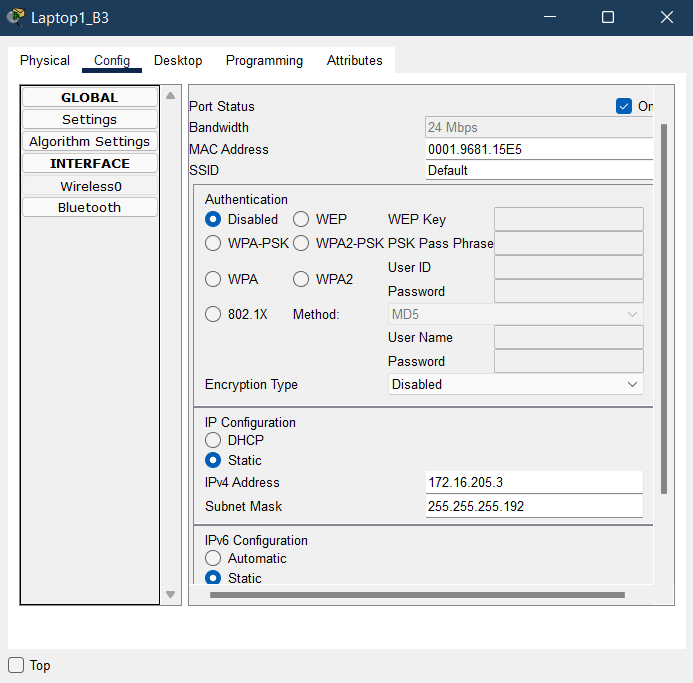 Laptop1_B3
Physical Config Desktop Programming Attributes
GLOBAL
Settings
Algorithm Settings
INTERFACE
Wireless0
Bluetooth
Port Status On
Bandwidth 24 Mbps
MAC Address 0001.9681.15E5
SSID Default
Authentication
Disabled WEP WEP Key
WPA-PSK WPA2-PSK PSK Pass Phrase
User ID
WPA WPA2
Password
802.1X Method: MD5
User Name
Password
Encryption Type Disabled
IP Configuration
DHCP
Static
IPv4 Address 172.16.205.3
Subnet Mask 255.255.255.192
IPv6 Configuration
Automatic
Static
Top